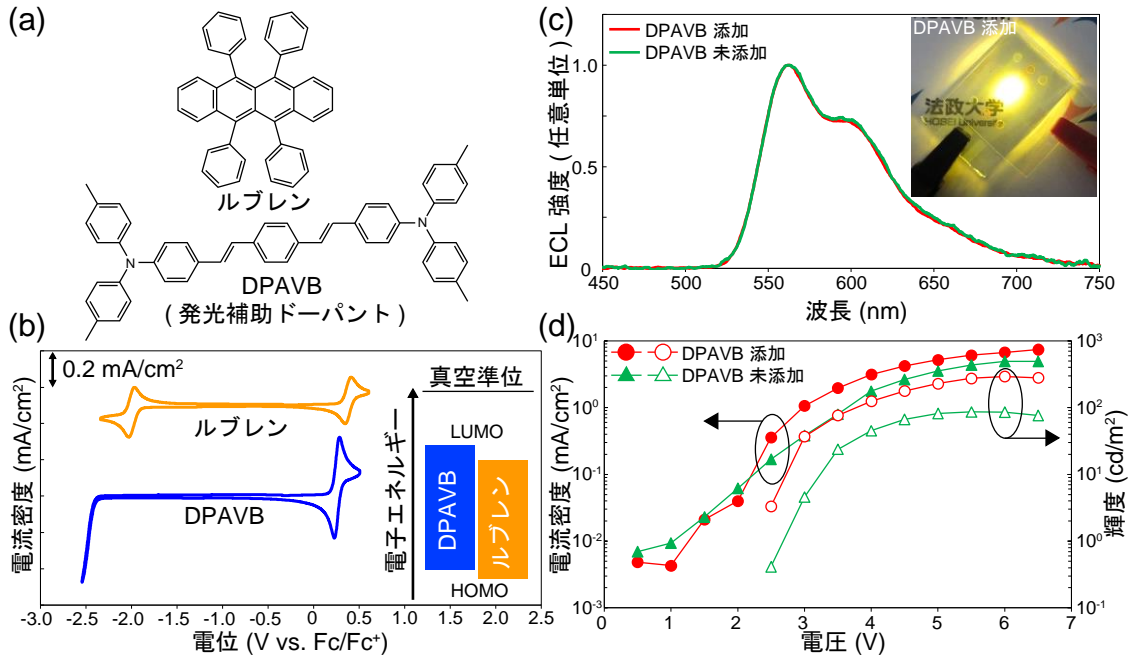 (a)
ルブレン
N
N
DPAVB
(発光補助ドーパント)
(b)
0.2 mA/cm²
ルブレン
DPAVB
真空準位
電子エネルギー
LUMO
DPAVB
ルブレン
HOMO
電流密度 (mA/cm²)
-3.0 -2.5 -2.0 -1.5 -1.0 -0.5 0 0.5 1.0 1.5 2.0 2.5
電位 (V vs. Fc/Fc⁺)
(c)
DPAVB 添加
DPAVB 未添加
DPAVB 添加
法政大学
HOSEI University
ECL 強度 (任意単位)
1.0
0.5
0
450 500 550 600 650 700 750
波長 (nm)
(d)
DPAVB 添加
DPAVB 未添加
電流密度 (mA/cm²)
10¹
10⁰
10⁻¹
10⁻²
10⁻³
10³
10²
10¹
10⁰
10⁻¹
輝度 (cd/m²)
0 1 2 3 4 5 6 7
電圧 (V)